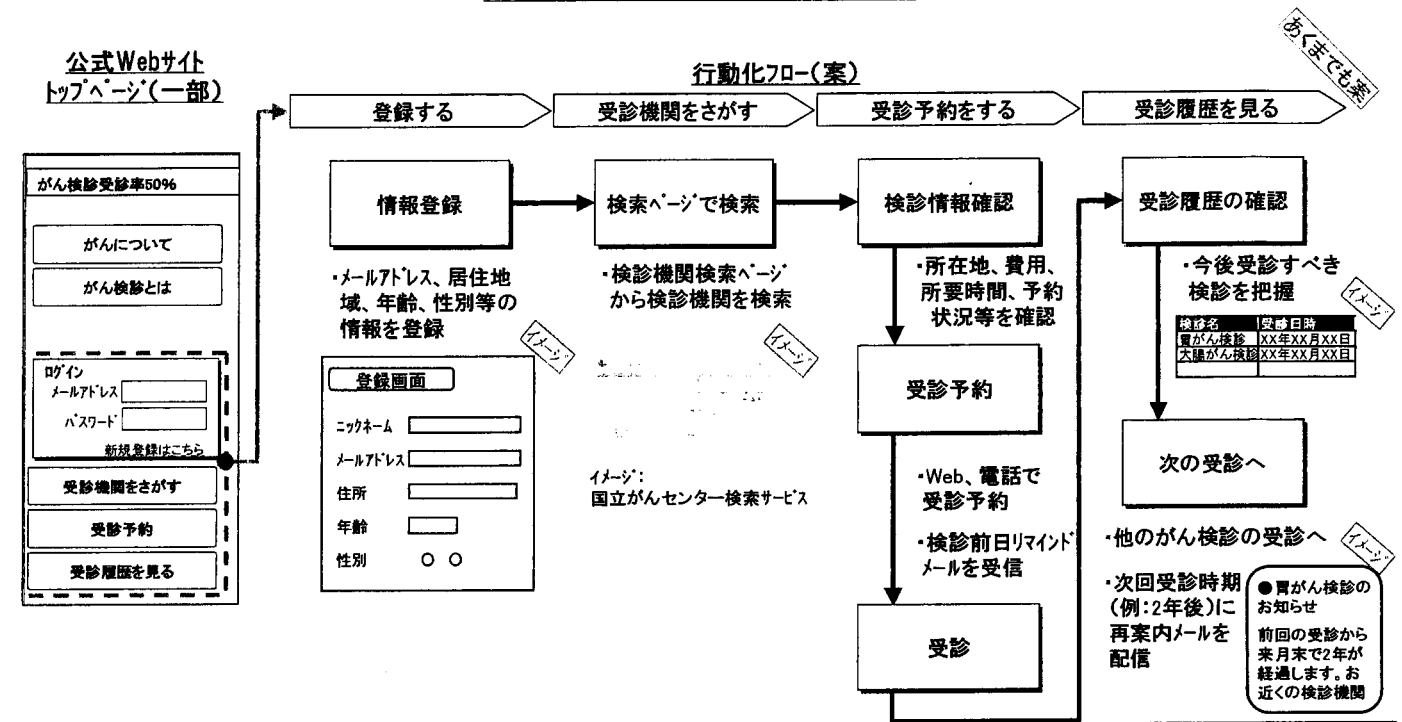 公式Webサイト
トップページ(一部)
行動化フロー(案)
あくまでも案
登録する
受診機関をさがす
受診予約をする
受診履歴を見る
がん検診受診率50%
がんについて
がん検診とは
ログイン
メールアドレス
パスワード
新規登録はこちら
受診機関をさがす
受診予約
受診履歴を見る
情報登録
・メールアドレス、居住地
域、年齢、性別等の
情報を登録
イメージ
登録画面
ニックネーム
メールアドレス
住所
年齢
性別
検索ページで検索
・検診機関検索ページ
から検診機関を検索
イメージ
イメージ:
国立がんセンター検索サービス
検診情報確認
・所在地、費用、
所要時間、予約
状況等を確認
受診予約
・Web、電話で
受診予約
・検診前日リマインド
メールを受信
受診
受診履歴の確認
・今後受診すべき
検診を把握
イメージ
検診名 受診日時
胃がん検診 XX年XX月XX日
大腸がん検診 XX年XX月XX日
次の受診へ
・他のがん検診の受診へ
イメージ
・次回受診時期
(例:2年後)に
再案内メールを
配信
●胃がん検診の
お知らせ
前回の受診から
来月末で2年が
経過します。お
近くの検診機関